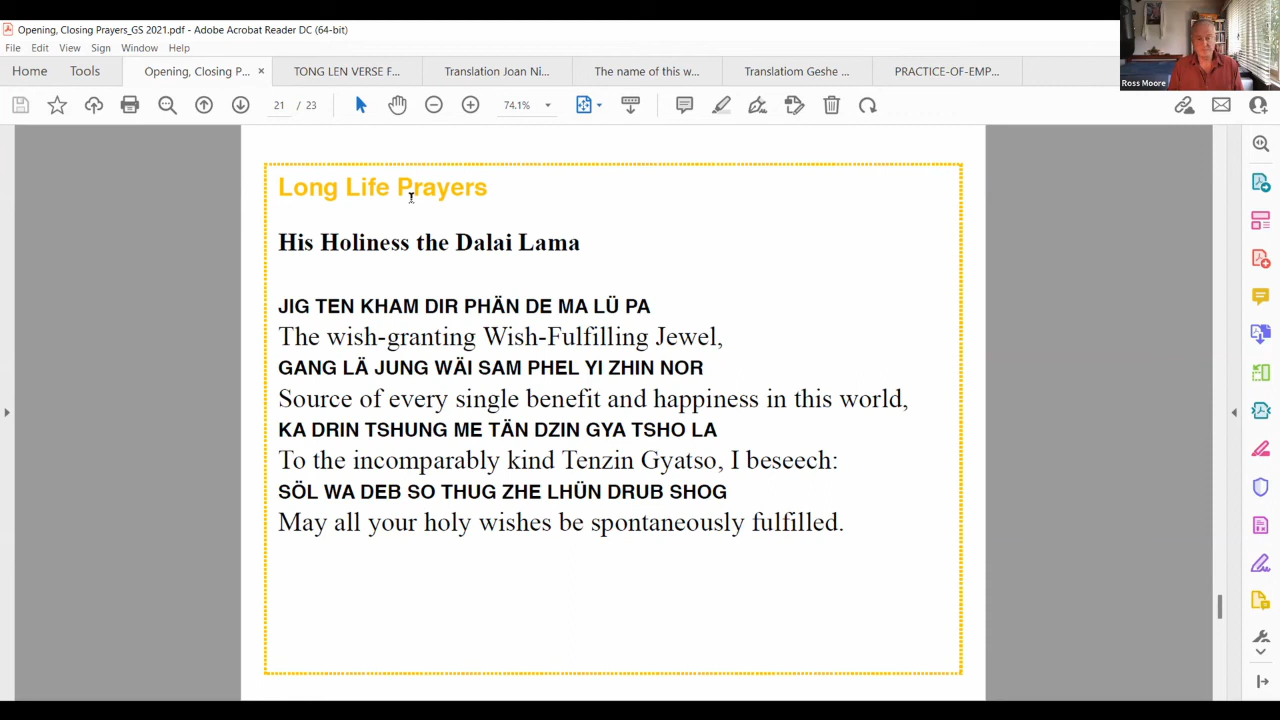 Opening, Closing Prayers_GS 2021.pdf - Adobe Acrobat Reader DC (64-bit)
File Edit View Sign Window Help
Home Tools Opening, Closing P... × TONG LEN VERSE F... Translation Joan Ni... The name of this w... Translatiom Geshe ... PRACTICE-OF-EMP...
Ross Moore
21 / 23 74.1%
Long Life Prayers
His Holiness the Dalai Lama
JIG TEN KHAM DIR PHÄN DE MA LÜ PA
The wish-granting Wish-Fulfilling Jewel,
GANG LÄ JUNG WÄI SAM PHEL YI ZHIN NOR
Source of every single benefit and happiness in this world,
KA DRIN TSHUNG ME TÄN DZIN GYA TSHO LA
To the incomparably kind Tenzin Gyatso, I beseech:
SÖL WA DEB SO THUG ZHE LHÜN DRUB SHOG
May all your holy wishes be spontaneously fulfilled.